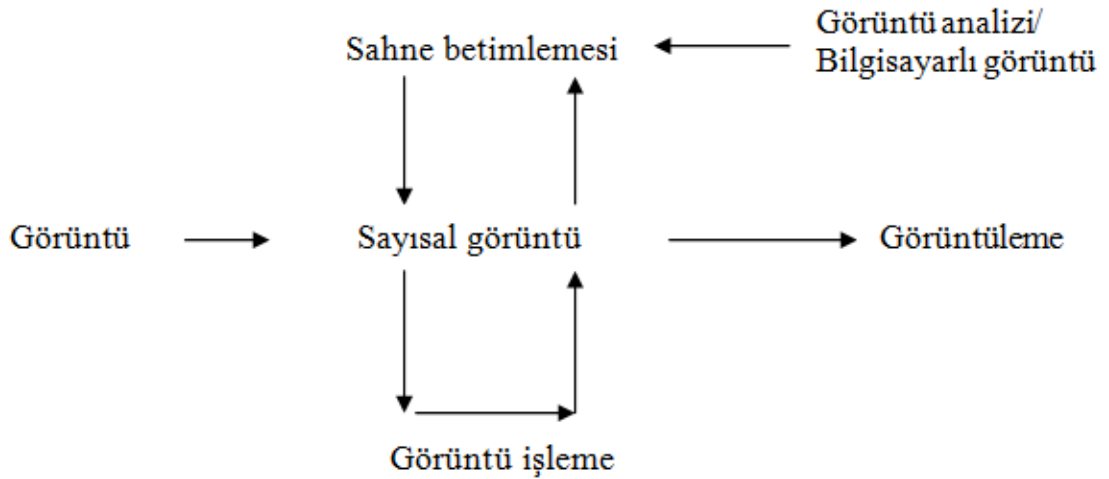 Görüntü analizi/
Bilgisayarlı görüntü
Sahne betimlemesi
Görüntü
Sayısal görüntü
Görüntüleme
Görüntü işleme